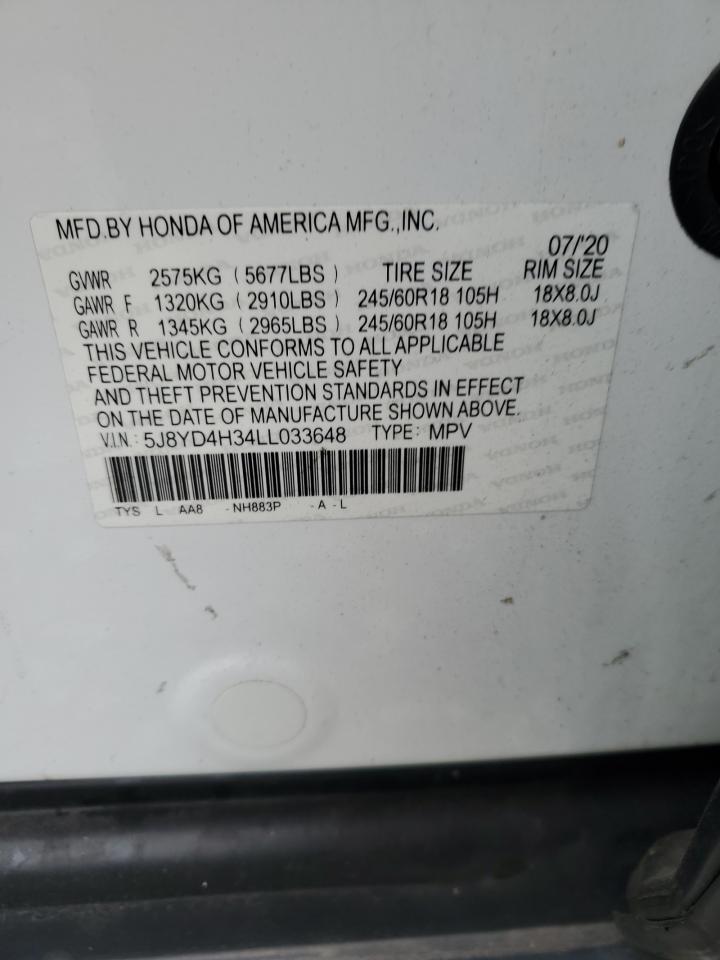 MFD.BY HONDA OF AMERICA MFG.,INC.
07/'20
GVWR 2575KG (5677LBS) TIRE SIZE RIM SIZE
GAWR F 1320KG (2910LBS) 245/60R18 105H 18X8.0J
GAWR R 1345KG (2965LBS) 245/60R18 105H 18X8.0J
THIS VEHICLE CONFORMS TO ALL APPLICABLE
FEDERAL MOTOR VEHICLE SAFETY
AND THEFT PREVENTION STANDARDS IN EFFECT
ON THE DATE OF MANUFACTURE SHOWN ABOVE.
V.I.N.: 5J8YD4H34LL033648 TYPE: MPV
TYS L AA8 -NH883P -A -L